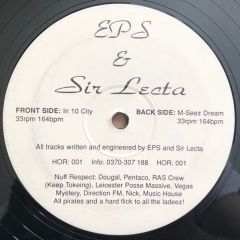 EPS
&
Sir Lecta
FRONT SIDE: In 10 City
33rpm 164bpm
BACK SIDE: M-Seez Dream
33rpm 164bpm
All tracks written and engineered by EPS and Sir Lecta
HOR: 001 Info: 0370-307 188 HOR: 001
Nuff Respect: Dougal, Pentaco, RAS Crew
(Keep Tokeing), Leicester Posse Massive, Vegas
Mystery, Direction FM, Nick, Music House
All pirates and a hard flick to all the ladeez!